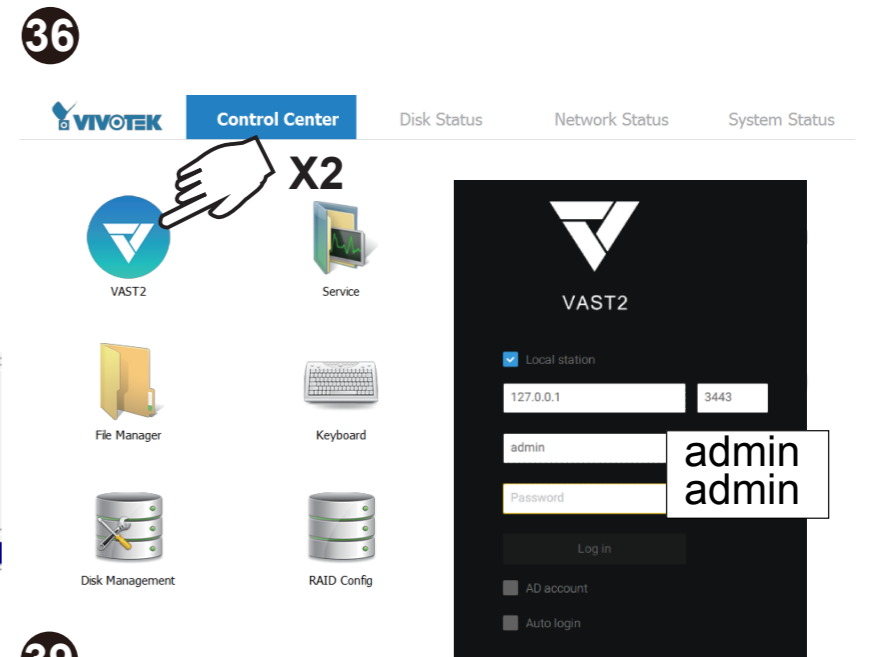 36
VIVOTEK Control Center Disk Status Network Status System Status
X2
VAST2
Service
File Manager
Keyboard
Disk Management
RAID Config
VAST2
Local station
127.0.0.1 3443
admin
Password
admin
admin
Log in
AD account
Auto login
39